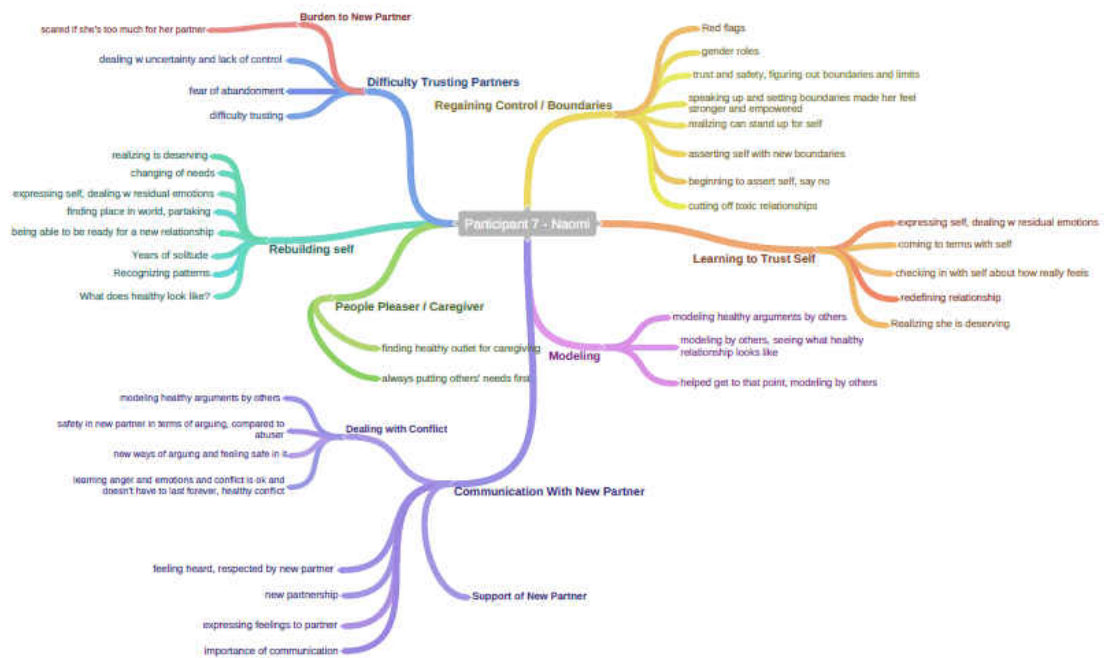 Burden to New Partner
scared if she's too much for her partner
dealing w uncertainty and lack of control
Difficulty Trusting Partners
fear of abandonment
difficulty trusting
Red flags
gender roles
trust and safety, figuring out boundaries and limits
Regaining Control / Boundaries
speaking up and setting boundaries made her feel
stronger and empowered
realizing can stand up for self
asserting self with new boundaries
beginning to assert self, say no
cutting off toxic relationships
realizing is deserving
changing of needs
expressing self, dealing w residual emotions
finding place in world, partaking
being able to be ready for a new relationship
Rebuilding self
Years of solitude
Recognizing patterns
What does healthy look like?
Participant 7 - Naomi
expressing self, dealing w residual emotions
coming to terms with self
Learning to Trust Self
checking in with self about how really feels
redefining relationship
Realizing she is deserving
People Pleaser / Caregiver
finding healthy outlet for caregiving
always putting others' needs first
modeling healthy arguments by others
Modeling
modeling by others, seeing what healthy
relationship looks like
helped get to that point, modeling by others
modeling healthy arguments by others
Dealing with Conflict
safety in new partner in terms of arguing, compared to
abuser
new ways of arguing and feeling safe in it
learning anger and emotions and conflict is ok and
doesn't have to last forever, healthy conflict
Communication With New Partner
feeling heard, respected by new partner
new partnership
Support of New Partner
expressing feelings to partner
importance of communication